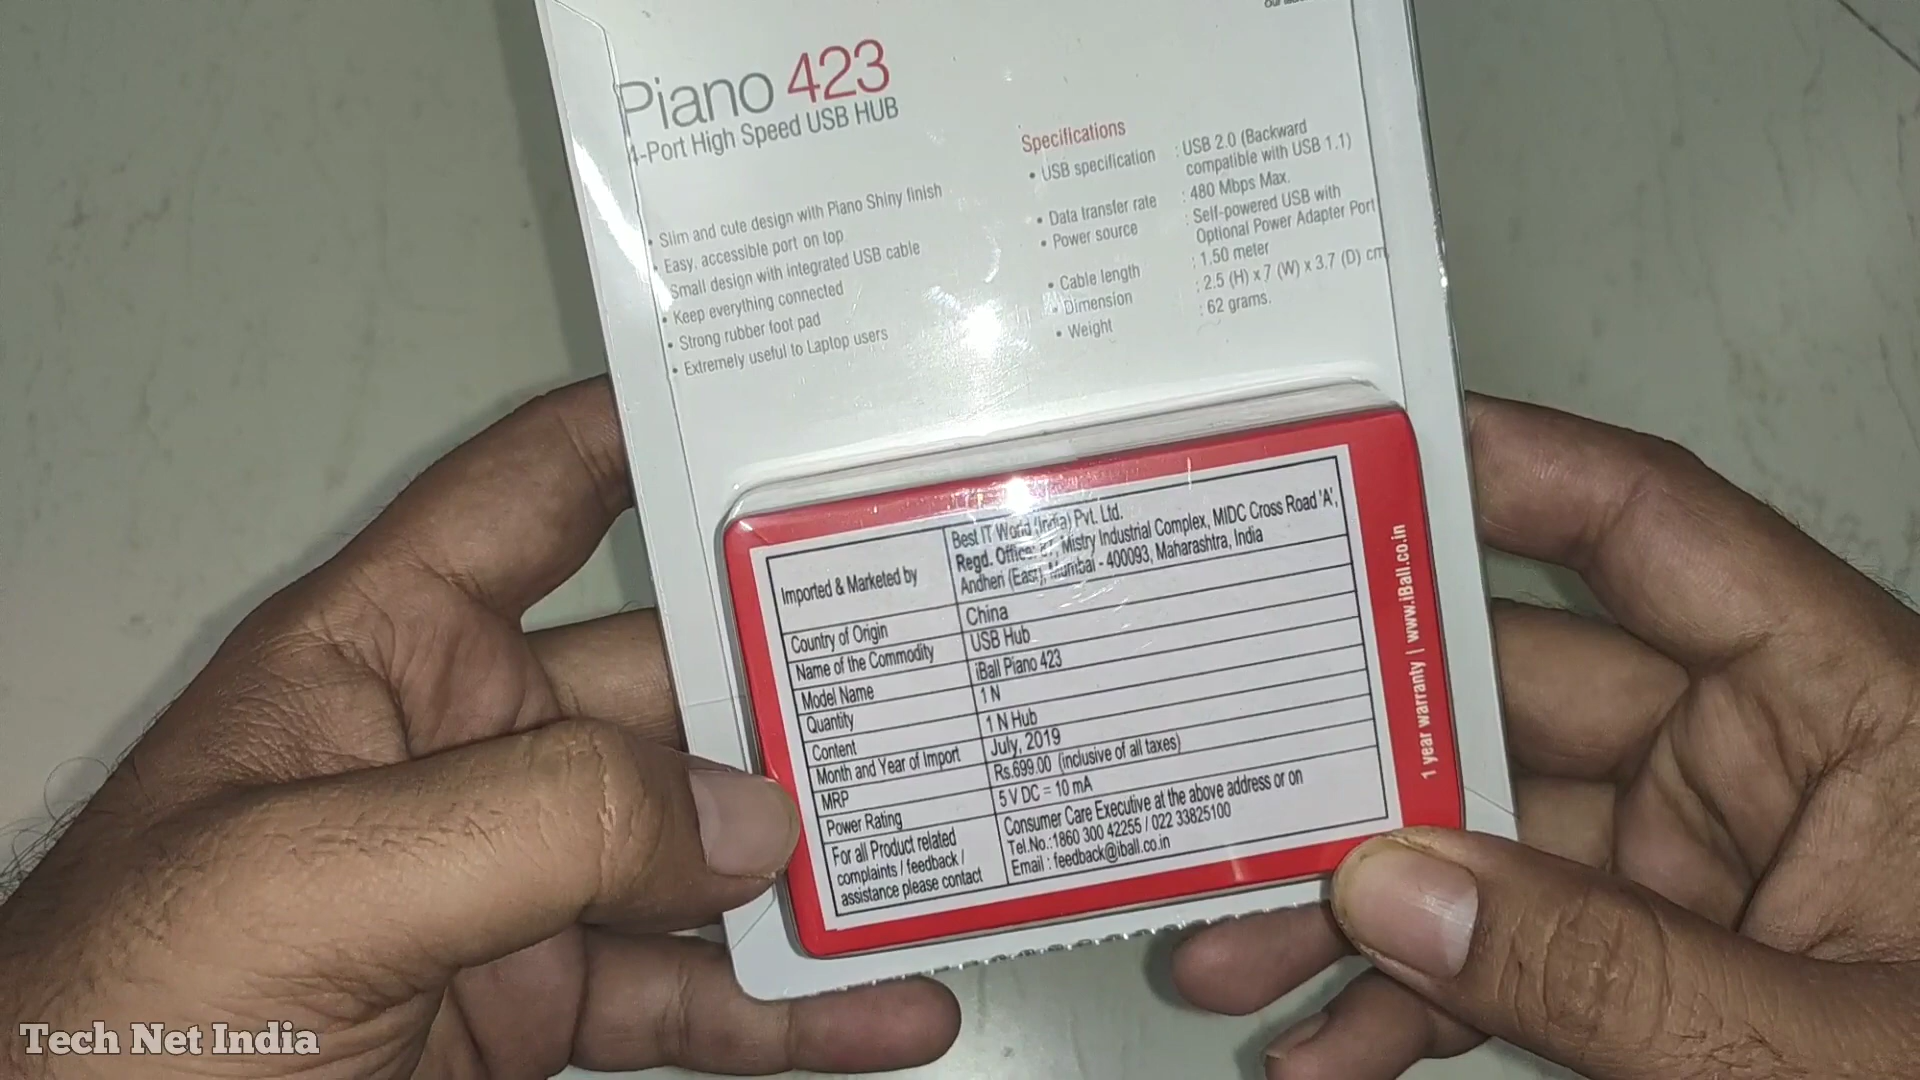 Piano 423
4-Port High Speed USB HUB
• Slim and cute design with Piano Shiny finish
• Easy, accessible port on top
Small design with integrated USB cable
• Keep everything connected
• Strong rubber foot pad
• Extremely useful to Laptop users
Specifications
• USB specification : USB 2.0 (Backward
compatible with USB 1.1)
• Data transfer rate : 480 Mbps Max.
• Power source : Self-powered USB with
Optional Power Adapter Port
• Cable length : 1.50 meter
• Dimension : 2.5 (H) x 7 (W) x 3.7 (D) cm
• Weight : 62 grams.
Imported & Marketed by
Best IT World (India) Pvt. Ltd.
Regd. Office: Mistry Industrial Complex, MIDC Cross Road 'A',
Andheri (East), Mumbai - 400093, Maharashtra, India
Country of Origin China
Name of the Commodity USB Hub
Model Name iBall Piano 423
Quantity 1 N
Content 1 N Hub
Month and Year of Import July, 2019
MRP Rs.699.00 (inclusive of all taxes)
Power Rating 5 V DC = 10 mA
For all Product related
complaints / feedback /
assistance please contact
Consumer Care Executive at the above address or on
Tel.No.:1860 300 42255 / 022 33825100
Email : feedback@iball.co.in
1 year warranty | www.iBall.co.in
Tech Net India